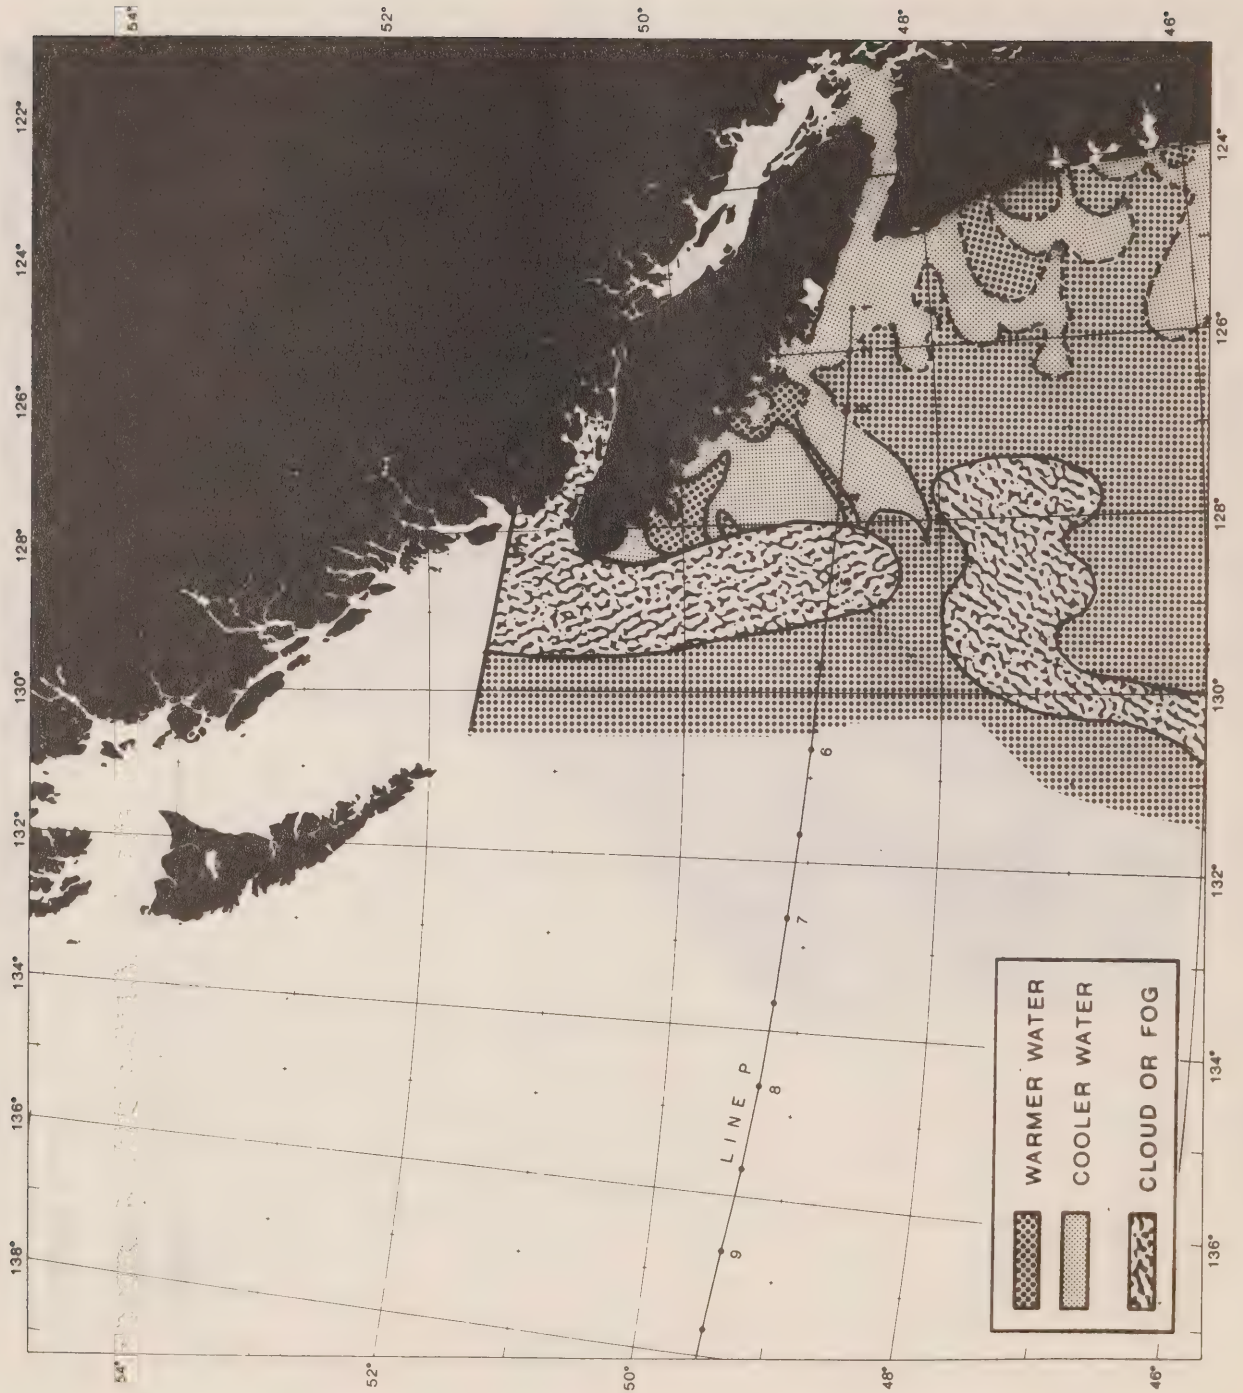 138° 136° 134° 132° 130° 128° 126° 124° 122°
54° 54°
52° 52°
50° 50°
LINE P
9 8 7 6
48° 48°
WARMER WATER
COOLER WATER
CLOUD OR FOG
46° 46°
136° 134° 132° 130° 128° 126° 124°